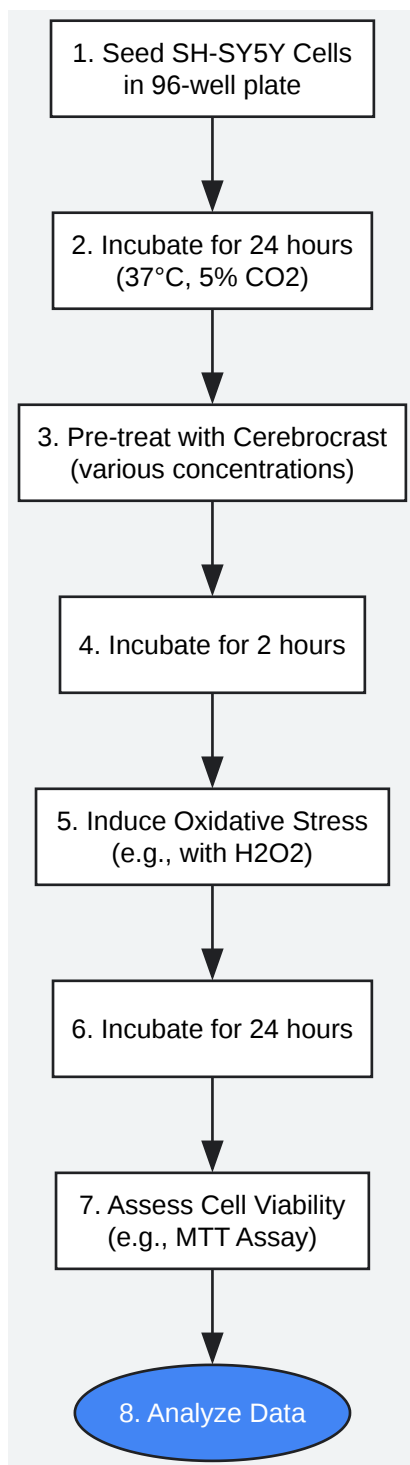 1. Seed SH-SY5Y Cells
in 96-well plate
2. Incubate for 24 hours
(37°C, 5% CO2)
3. Pre-treat with Cerebrocrast
(various concentrations)
4. Incubate for 2 hours
5. Induce Oxidative Stress
(e.g., with H2O2)
6. Incubate for 24 hours
7. Assess Cell Viability
(e.g., MTT Assay)
8. Analyze Data